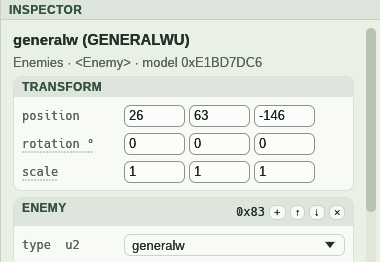 INSPECTOR
generalw (GENERALWU)
Enemies · <Enemy> · model 0xE1BD7DC6
TRANSFORM
position 26 63 -146
rotation ° 0 0 0
scale 1 1 1
ENEMY 0x83 + ↑ ↓ ×
type u2 generalw